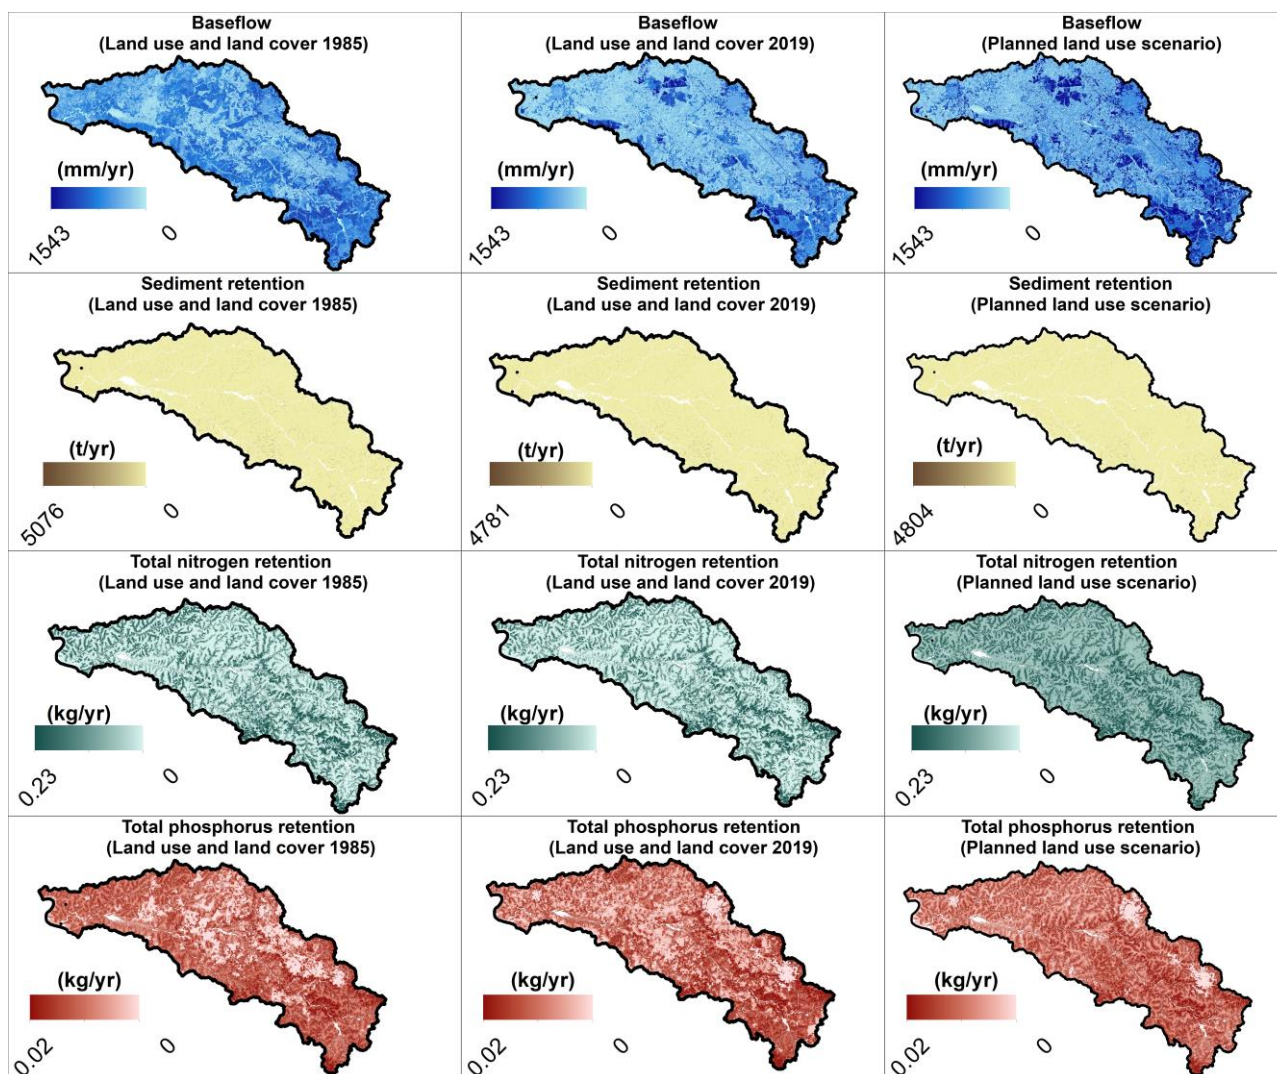 Baseflow
(Land use and land cover 1985)
(mm/yr)
1543
0
Baseflow
(Land use and land cover 2019)
(mm/yr)
1543
0
Baseflow
(Planned land use scenario)
(mm/yr)
1543
0
Sediment retention
(Land use and land cover 1985)
(t/yr)
5076
0
Sediment retention
(Land use and land cover 2019)
(t/yr)
4781
0
Sediment retention
(Planned land use scenario)
(t/yr)
4804
0
Total nitrogen retention
(Land use and land cover 1985)
(kg/yr)
0.23
0
Total nitrogen retention
(Land use and land cover 2019)
(kg/yr)
0.23
0
Total nitrogen retention
(Planned land use scenario)
(kg/yr)
0.23
0
Total phosphorus retention
(Land use and land cover 1985)
(kg/yr)
0.02
0
Total phosphorus retention
(Land use and land cover 2019)
(kg/yr)
0.02
0
Total phosphorus retention
(Planned land use scenario)
(kg/yr)
0.02
0